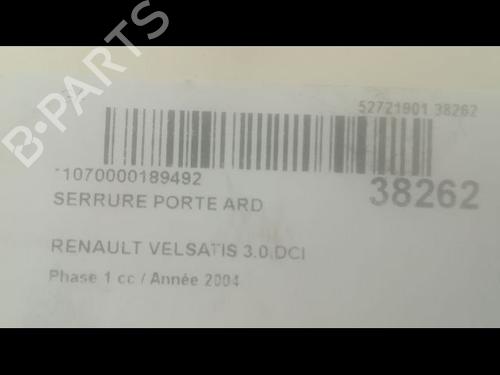 B-PARTS
52721901 38262
-1070000189492
38262
SERRURE PORTE ARD
RENAULT VELSATIS 3.0 DCI
Phase 1 cc / Année 2004